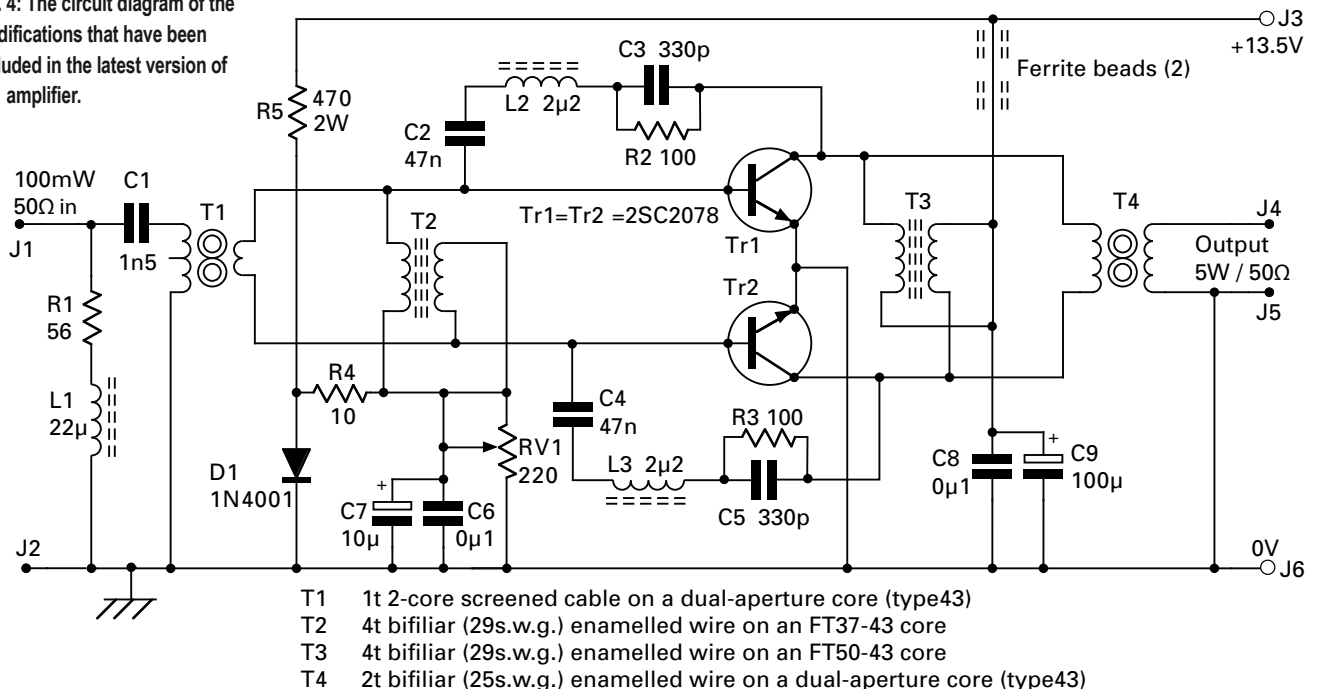 . 4: The circuit diagram of the
difications that have been
luded in the latest version of
amplifier.
J3
+13.5V
Ferrite beads (2)
C3 330p
L2 2µ2
R2 100
R5
470
2W
C2
47n
100mW
50Ω in
J1
C1
1n5
T1
T2
Tr1=Tr2 =2SC2078
Tr1
Tr2
T3
T4
J4
Output
5W / 50Ω
J5
R1
56
L1
22µ
R4
10
D1
1N4001
RV1
220
C4
47n
R3 100
L3 2µ2
C5 330p
+
C7
10µ
C6
0µ1
C8
0µ1
+
C9
100µ
J2
0V
J6
T1 1t 2-core screened cable on a dual-aperture core (type43)
T2 4t bifiliar (29s.w.g.) enamelled wire on an FT37-43 core
T3 4t bifiliar (29s.w.g.) enamelled wire on an FT50-43 core
T4 2t bifiliar (25s.w.g.) enamelled wire on a dual-aperture core (type43)